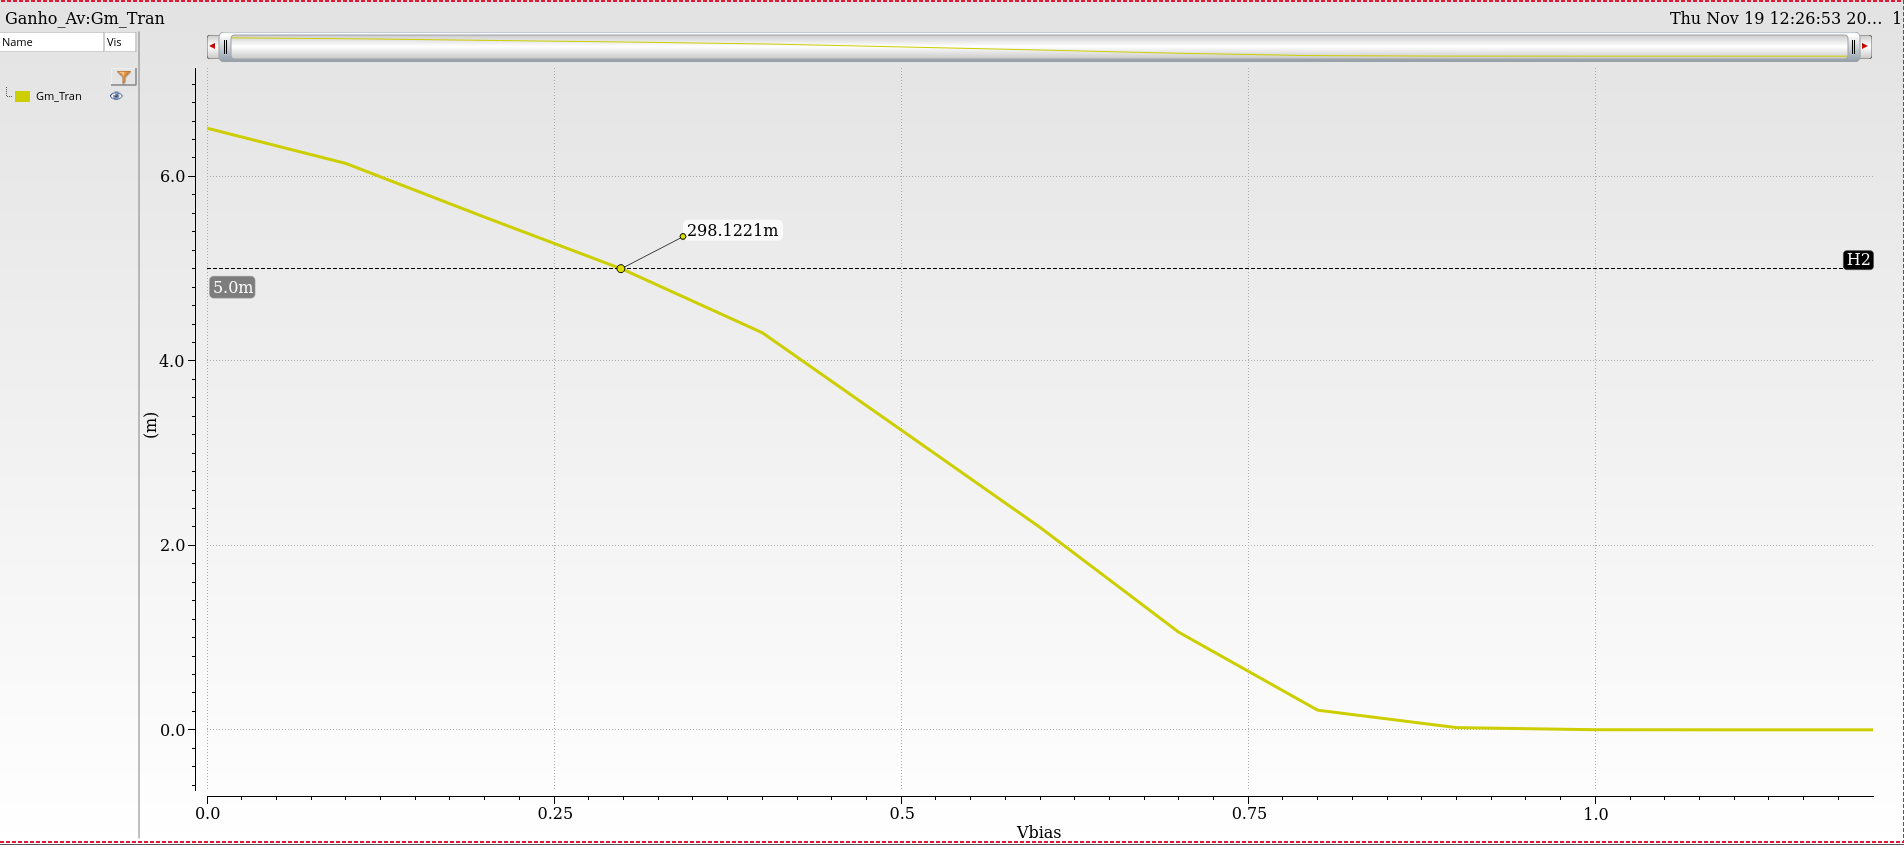 Ganho_Av:Gm_Tran
Thu Nov 19 12:26:53 20... 1
Name Vis
Gm_Tran
6.0
298.1221m
H2
5.0m
4.0
(m)
2.0
0.0
0.0 0.25 0.5 0.75 1.0
Vbias